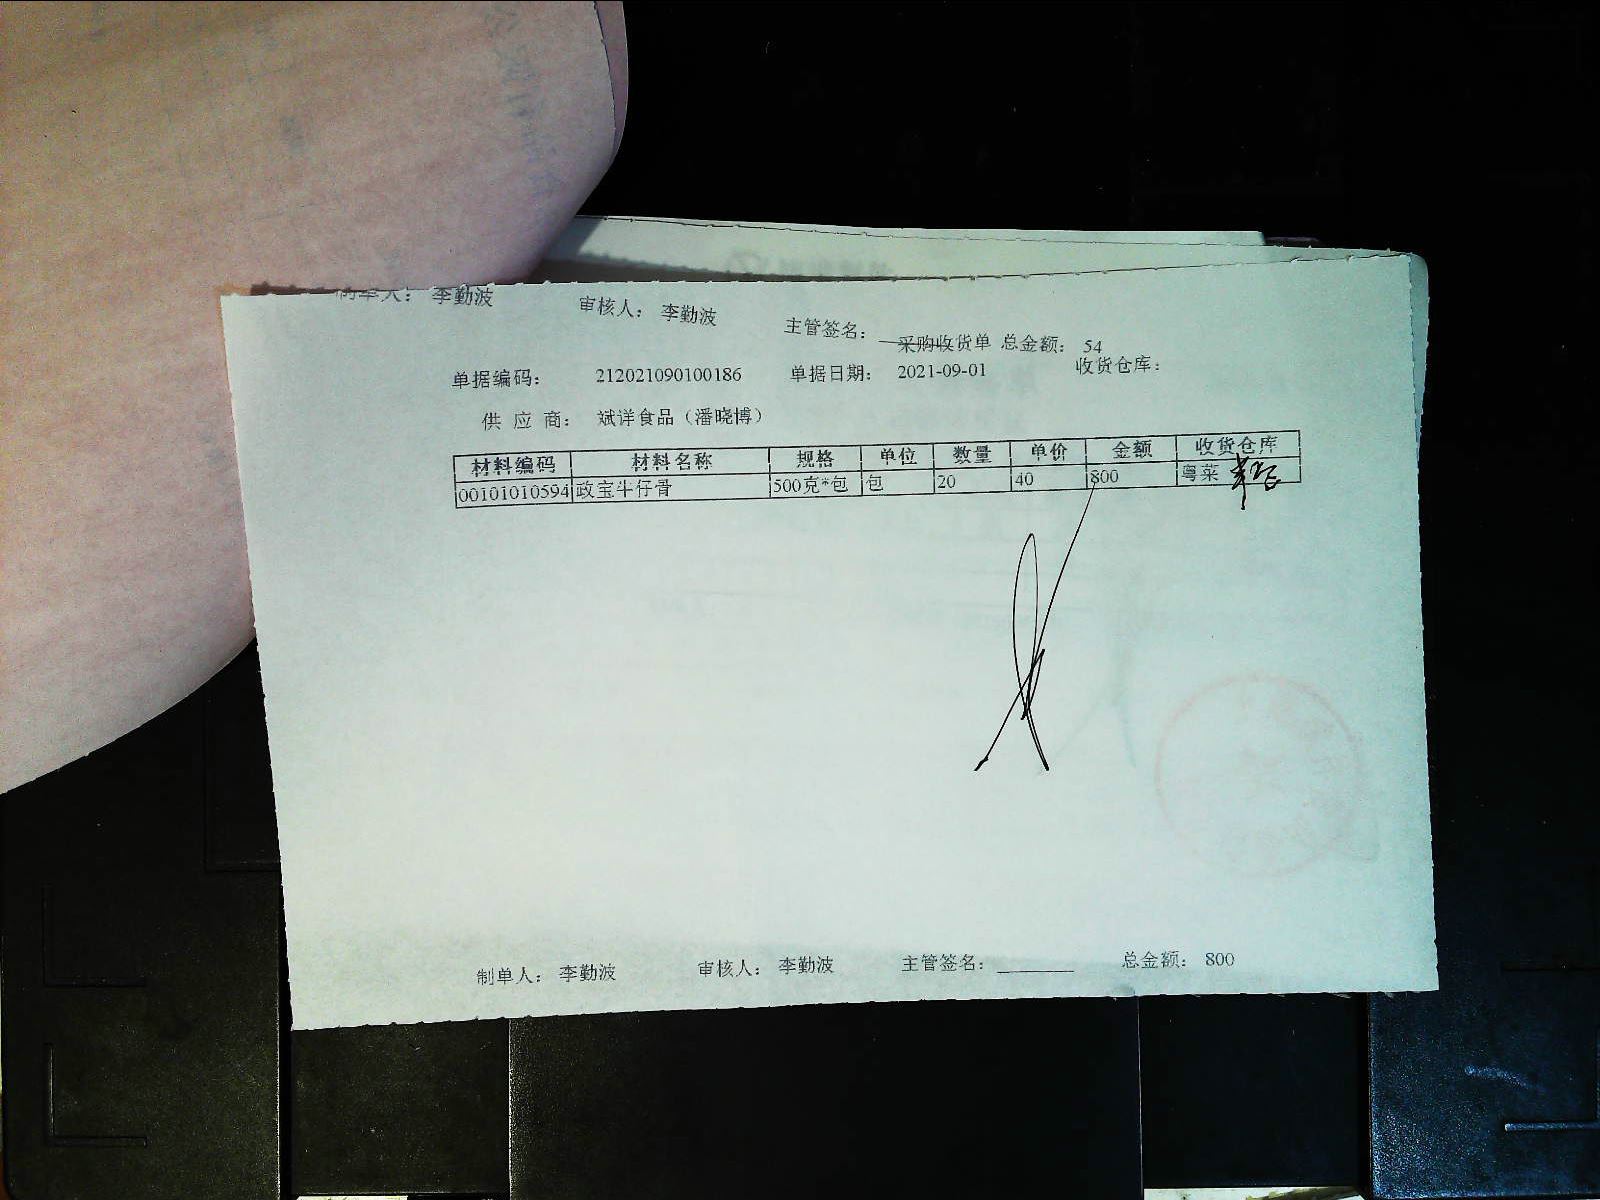 制单人： 李勤波 审核人： 李勤波 主管签名：
采购收货单 总金额： 54
单据编码： 212021090100186 单据日期： 2021-09-01 收货仓库：
供 应 商： 斌详食品（潘晓博）
材料编码 材料名称 规格 单位 数量 单价 金额 收货仓库
00101010594 政宝牛仔骨 500克*包 包 20 40 800 粤菜
制单人： 李勤波 审核人： 李勤波 主管签名： 总金额： 800